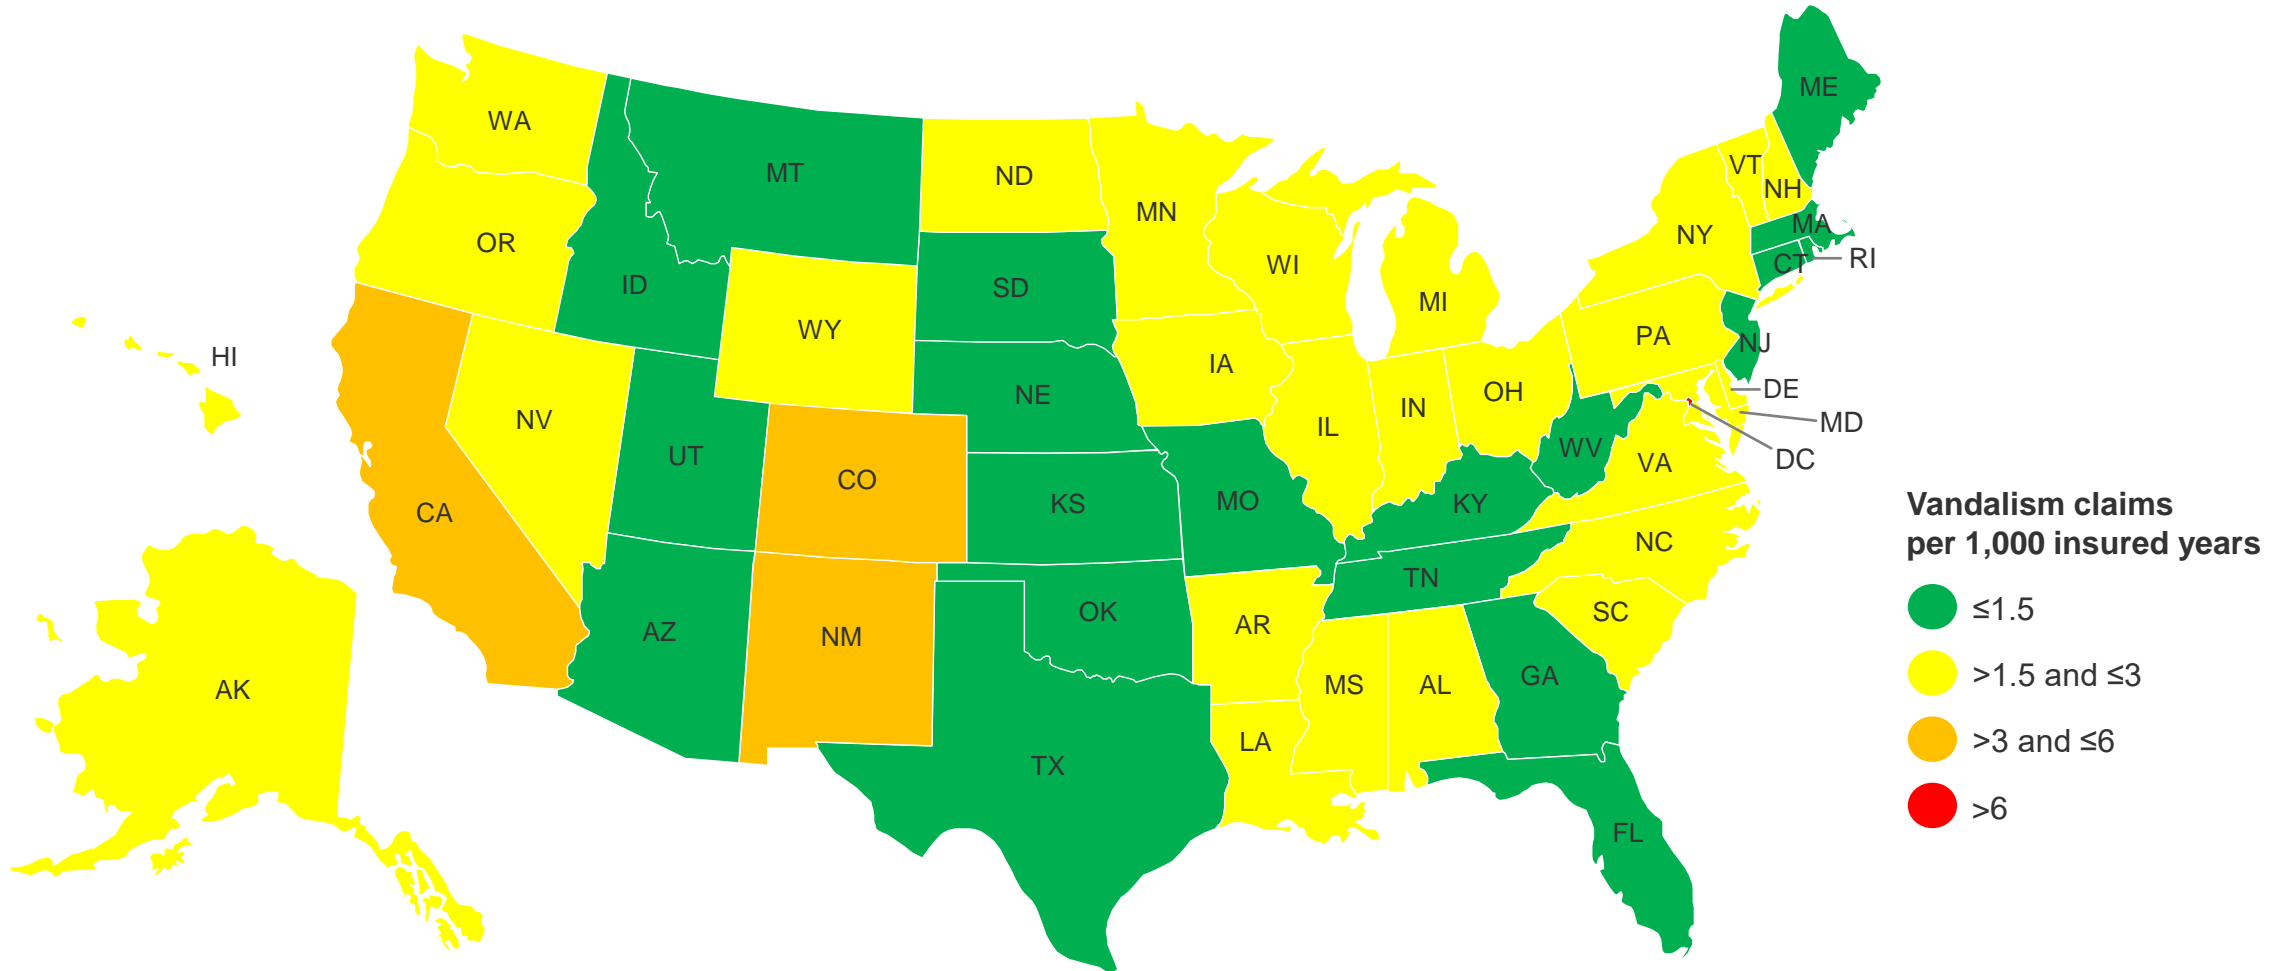 ME
WA
MT
ND
VT
NH
MN
MA
OR
NY
WI
RI
CT
ID
SD
MI
WY
PA
NJ
HI
IA
DE
NE
OH
NV
IN
MD
IL
WV
UT
VA
DC
CO
KS
MO
KY
CA
NC
TN
OK
AR
SC
AZ
NM
GA
MS
AL
AK
LA
TX
FL
Vandalism claims
per 1,000 insured years
≤1.5
>1.5 and ≤3
>3 and ≤6
>6